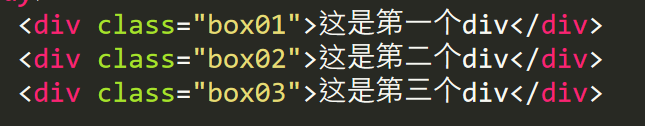 <div class="box01">这是第一个div</div>
<div class="box02">这是第二个div</div>
<div class="box03">这是第三个div</div>